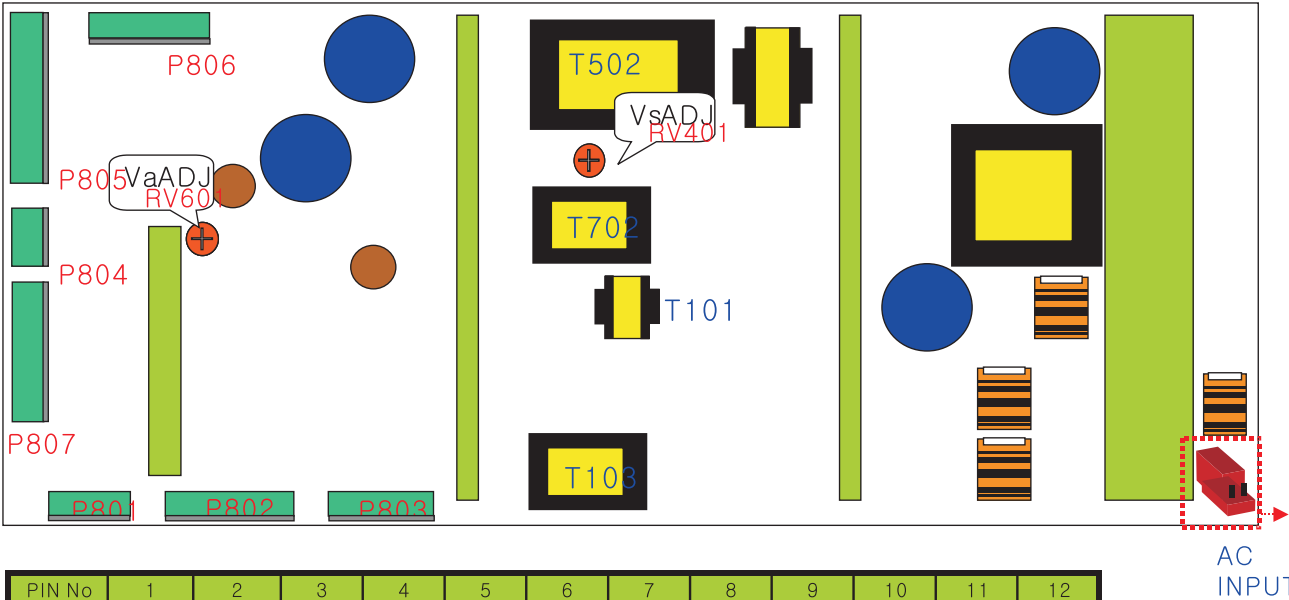 P806
T502
VsADJ
RV401
P805
VaADJ
RV601
T702
P804
T101
P807
T103
P801
P802
P803
AC
INPUT
PIN No 1 2 3 4 5 6 7 8 9 10 11 12